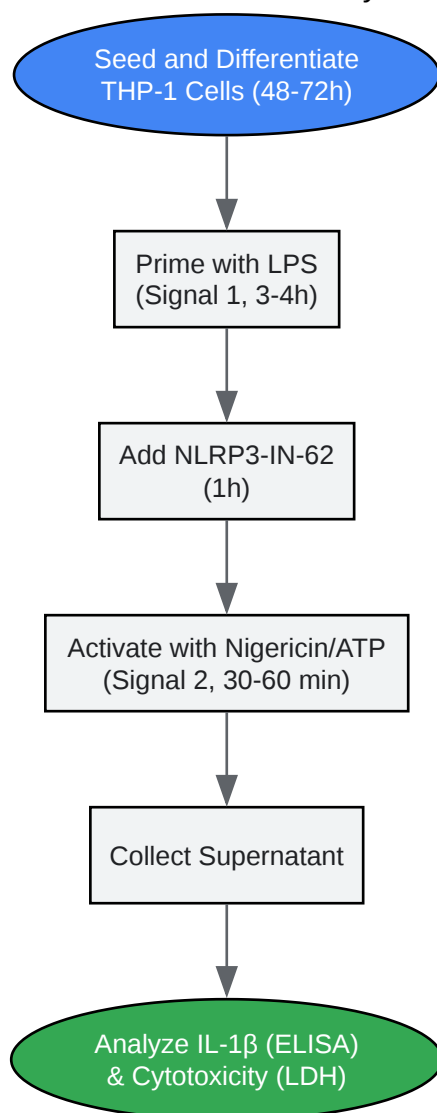 Seed and Differentiate
THP-1 Cells (48-72h)
Prime with LPS
(Signal 1, 3-4h)
Add NLRP3-IN-62
(1h)
Activate with Nigericin/ATP
(Signal 2, 30-60 min)
Collect Supernatant
Analyze IL-1β (ELISA)
& Cytotoxicity (LDH)